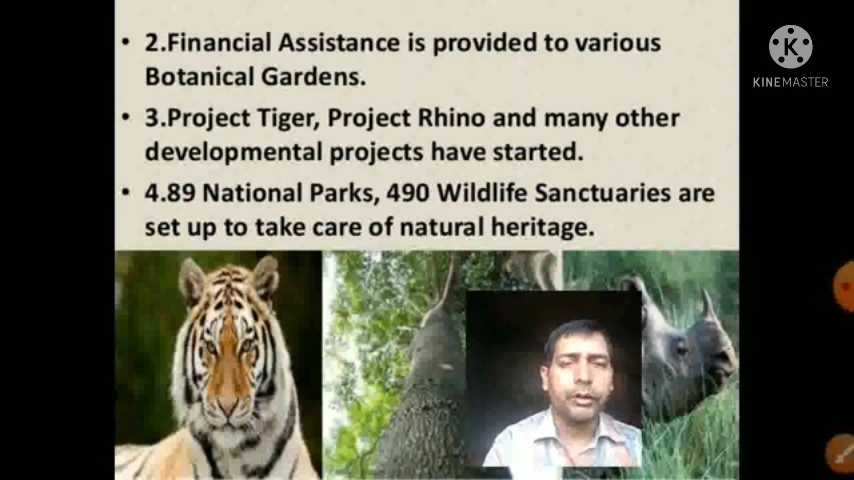 • 2.Financial Assistance is provided to various
Botanical Gardens.
• 3.Project Tiger, Project Rhino and many other
developmental projects have started.
• 4.89 National Parks, 490 Wildlife Sanctuaries are
set up to take care of natural heritage.
K
KINEMASTER